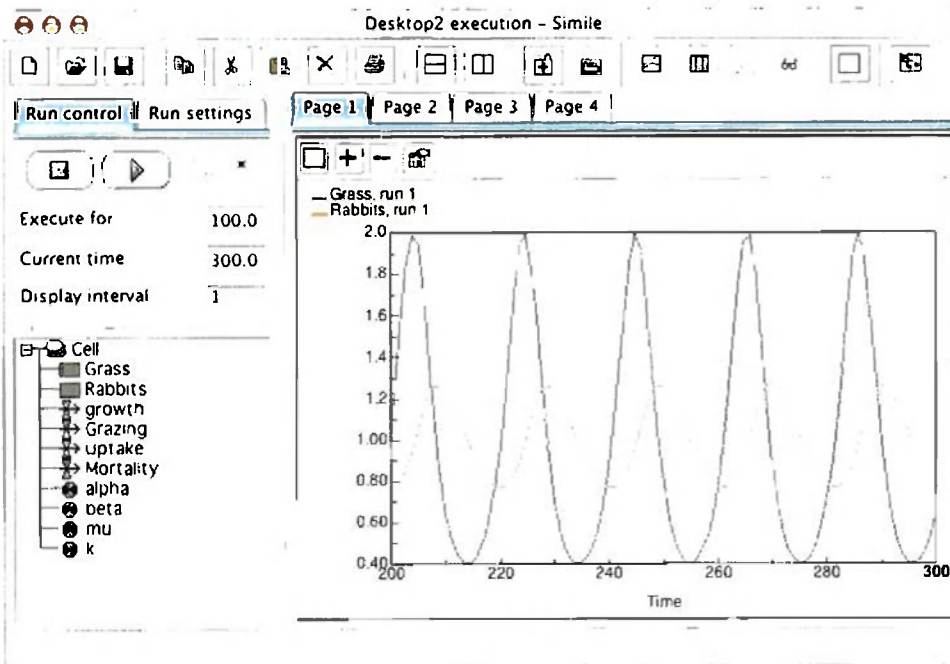 Desktop2 execution – Simile
Run control Run settings
Page 1 Page 2 Page 3 Page 4
Execute for 100.0
Current time 300.0
Display interval 1
Cell
Grass
Rabbits
growth
Grazing
uptake
Mortality
alpha
beta
mu
k
Grass, run 1
Rabbits, run 1
2.0
1.8
1.6
1.4
1.2
1.00
0.80
0.60
0.40
200 220 240 260 280 300
Time